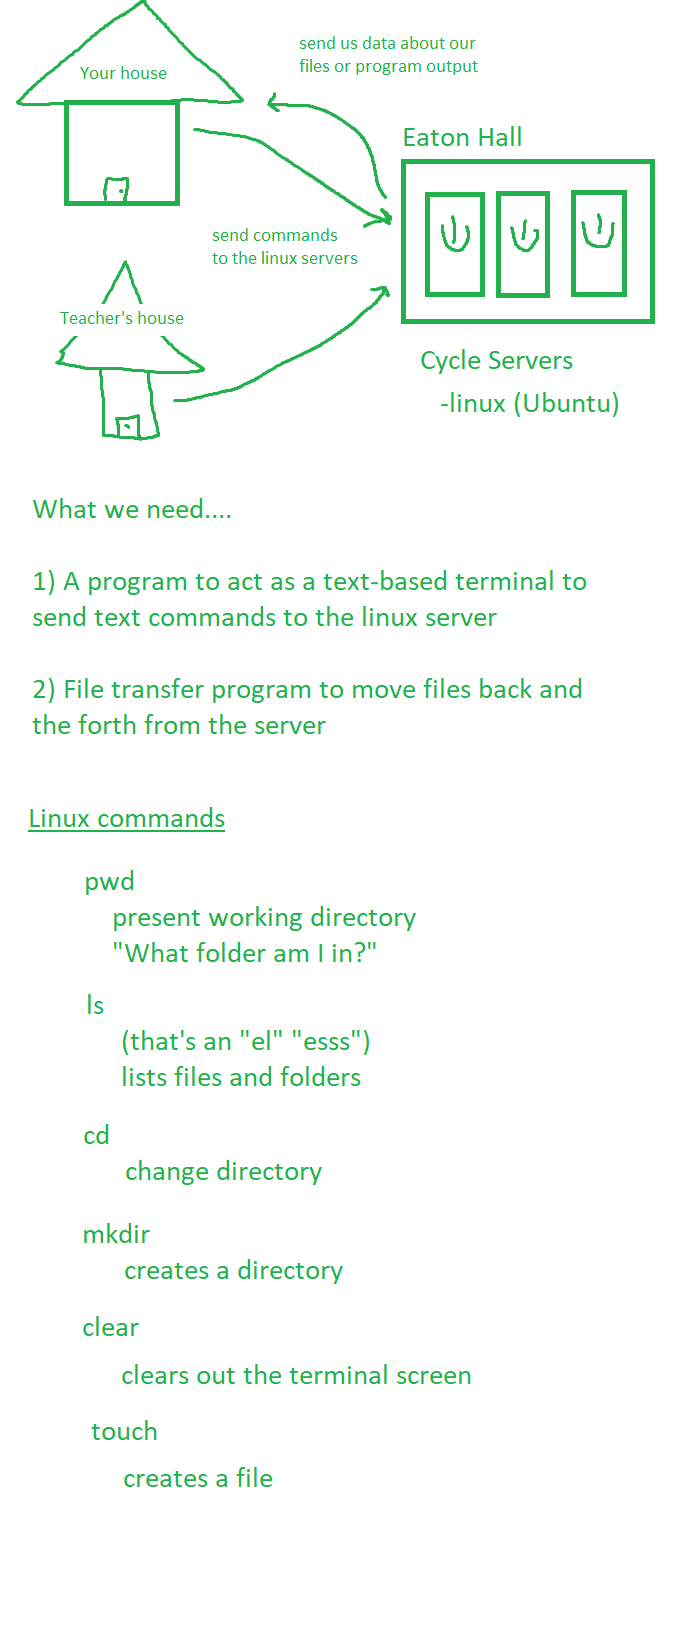 Your house
send us data about our
files or program output
Eaton Hall
send commands
to the linux servers
Teacher's house
Cycle Servers
-linux (Ubuntu)
What we need....
1) A program to act as a text-based terminal to
send text commands to the linux server
2) File transfer program to move files back and
the forth from the server
Linux commands
pwd
present working directory
"What folder am I in?"
ls
(that's an "el" "esss")
lists files and folders
cd
change directory
mkdir
creates a directory
clear
clears out the terminal screen
touch
creates a file